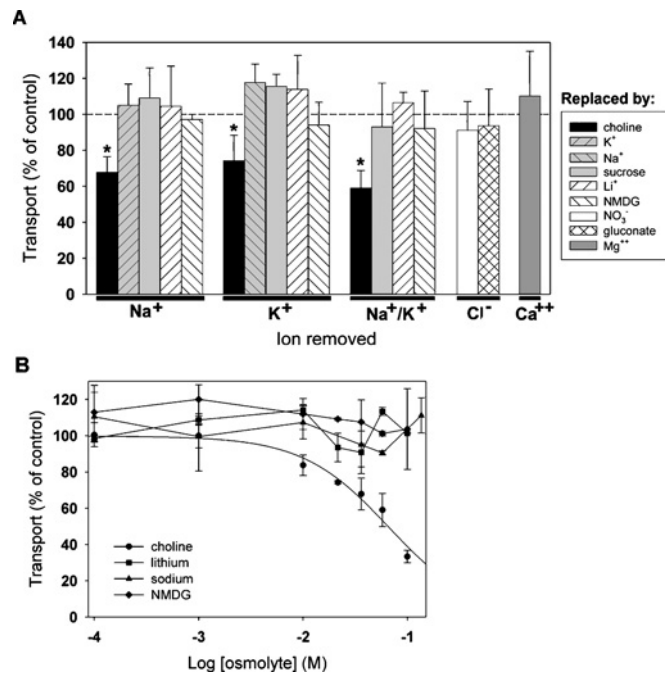 A
Transport (% of control)
140
120
100
80
60
40
20
0
*
*
*
Na⁺
K⁺
Na⁺/K⁺
Cl⁻
Ca⁺⁺
Ion removed
Replaced by:
choline
K⁺
Na⁺
sucrose
Li⁺
NMDG
NO₃⁻
gluconate
Mg⁺⁺
B
Transport (% of control)
120
100
80
60
40
20
0
choline
lithium
sodium
NMDG
-4
-3
-2
-1
Log [osmolyte] (M)